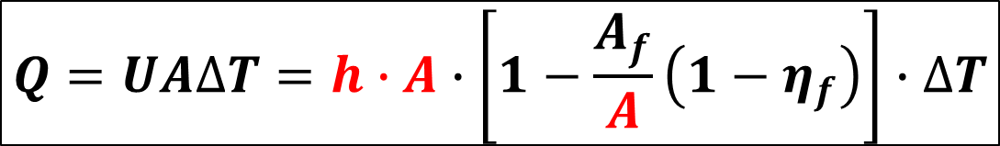 Q = UAΔT = h · A · [1 − A_f/A (1 − η_f)] · ΔT